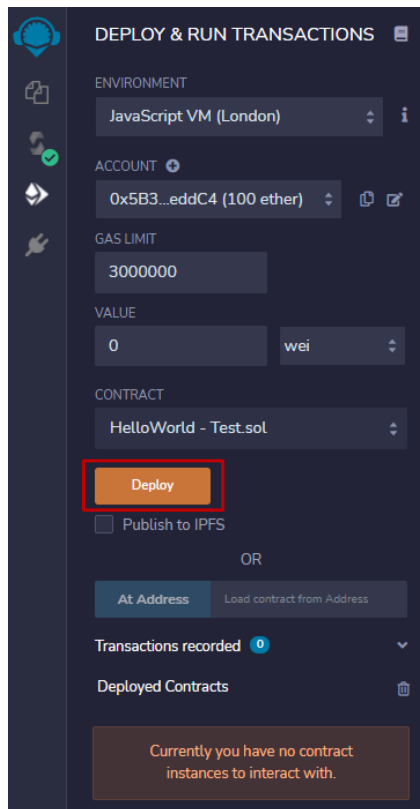 DEPLOY & RUN TRANSACTIONS
ENVIRONMENT
JavaScript VM (London)
i
ACCOUNT
0x5B3...eddC4 (100 ether)
GAS LIMIT
3000000
VALUE
0 wei
CONTRACT
HelloWorld - Test.sol
Deploy
Publish to IPFS
OR
At Address Load contract from Address
Transactions recorded 0
Deployed Contracts
Currently you have no contract
instances to interact with.